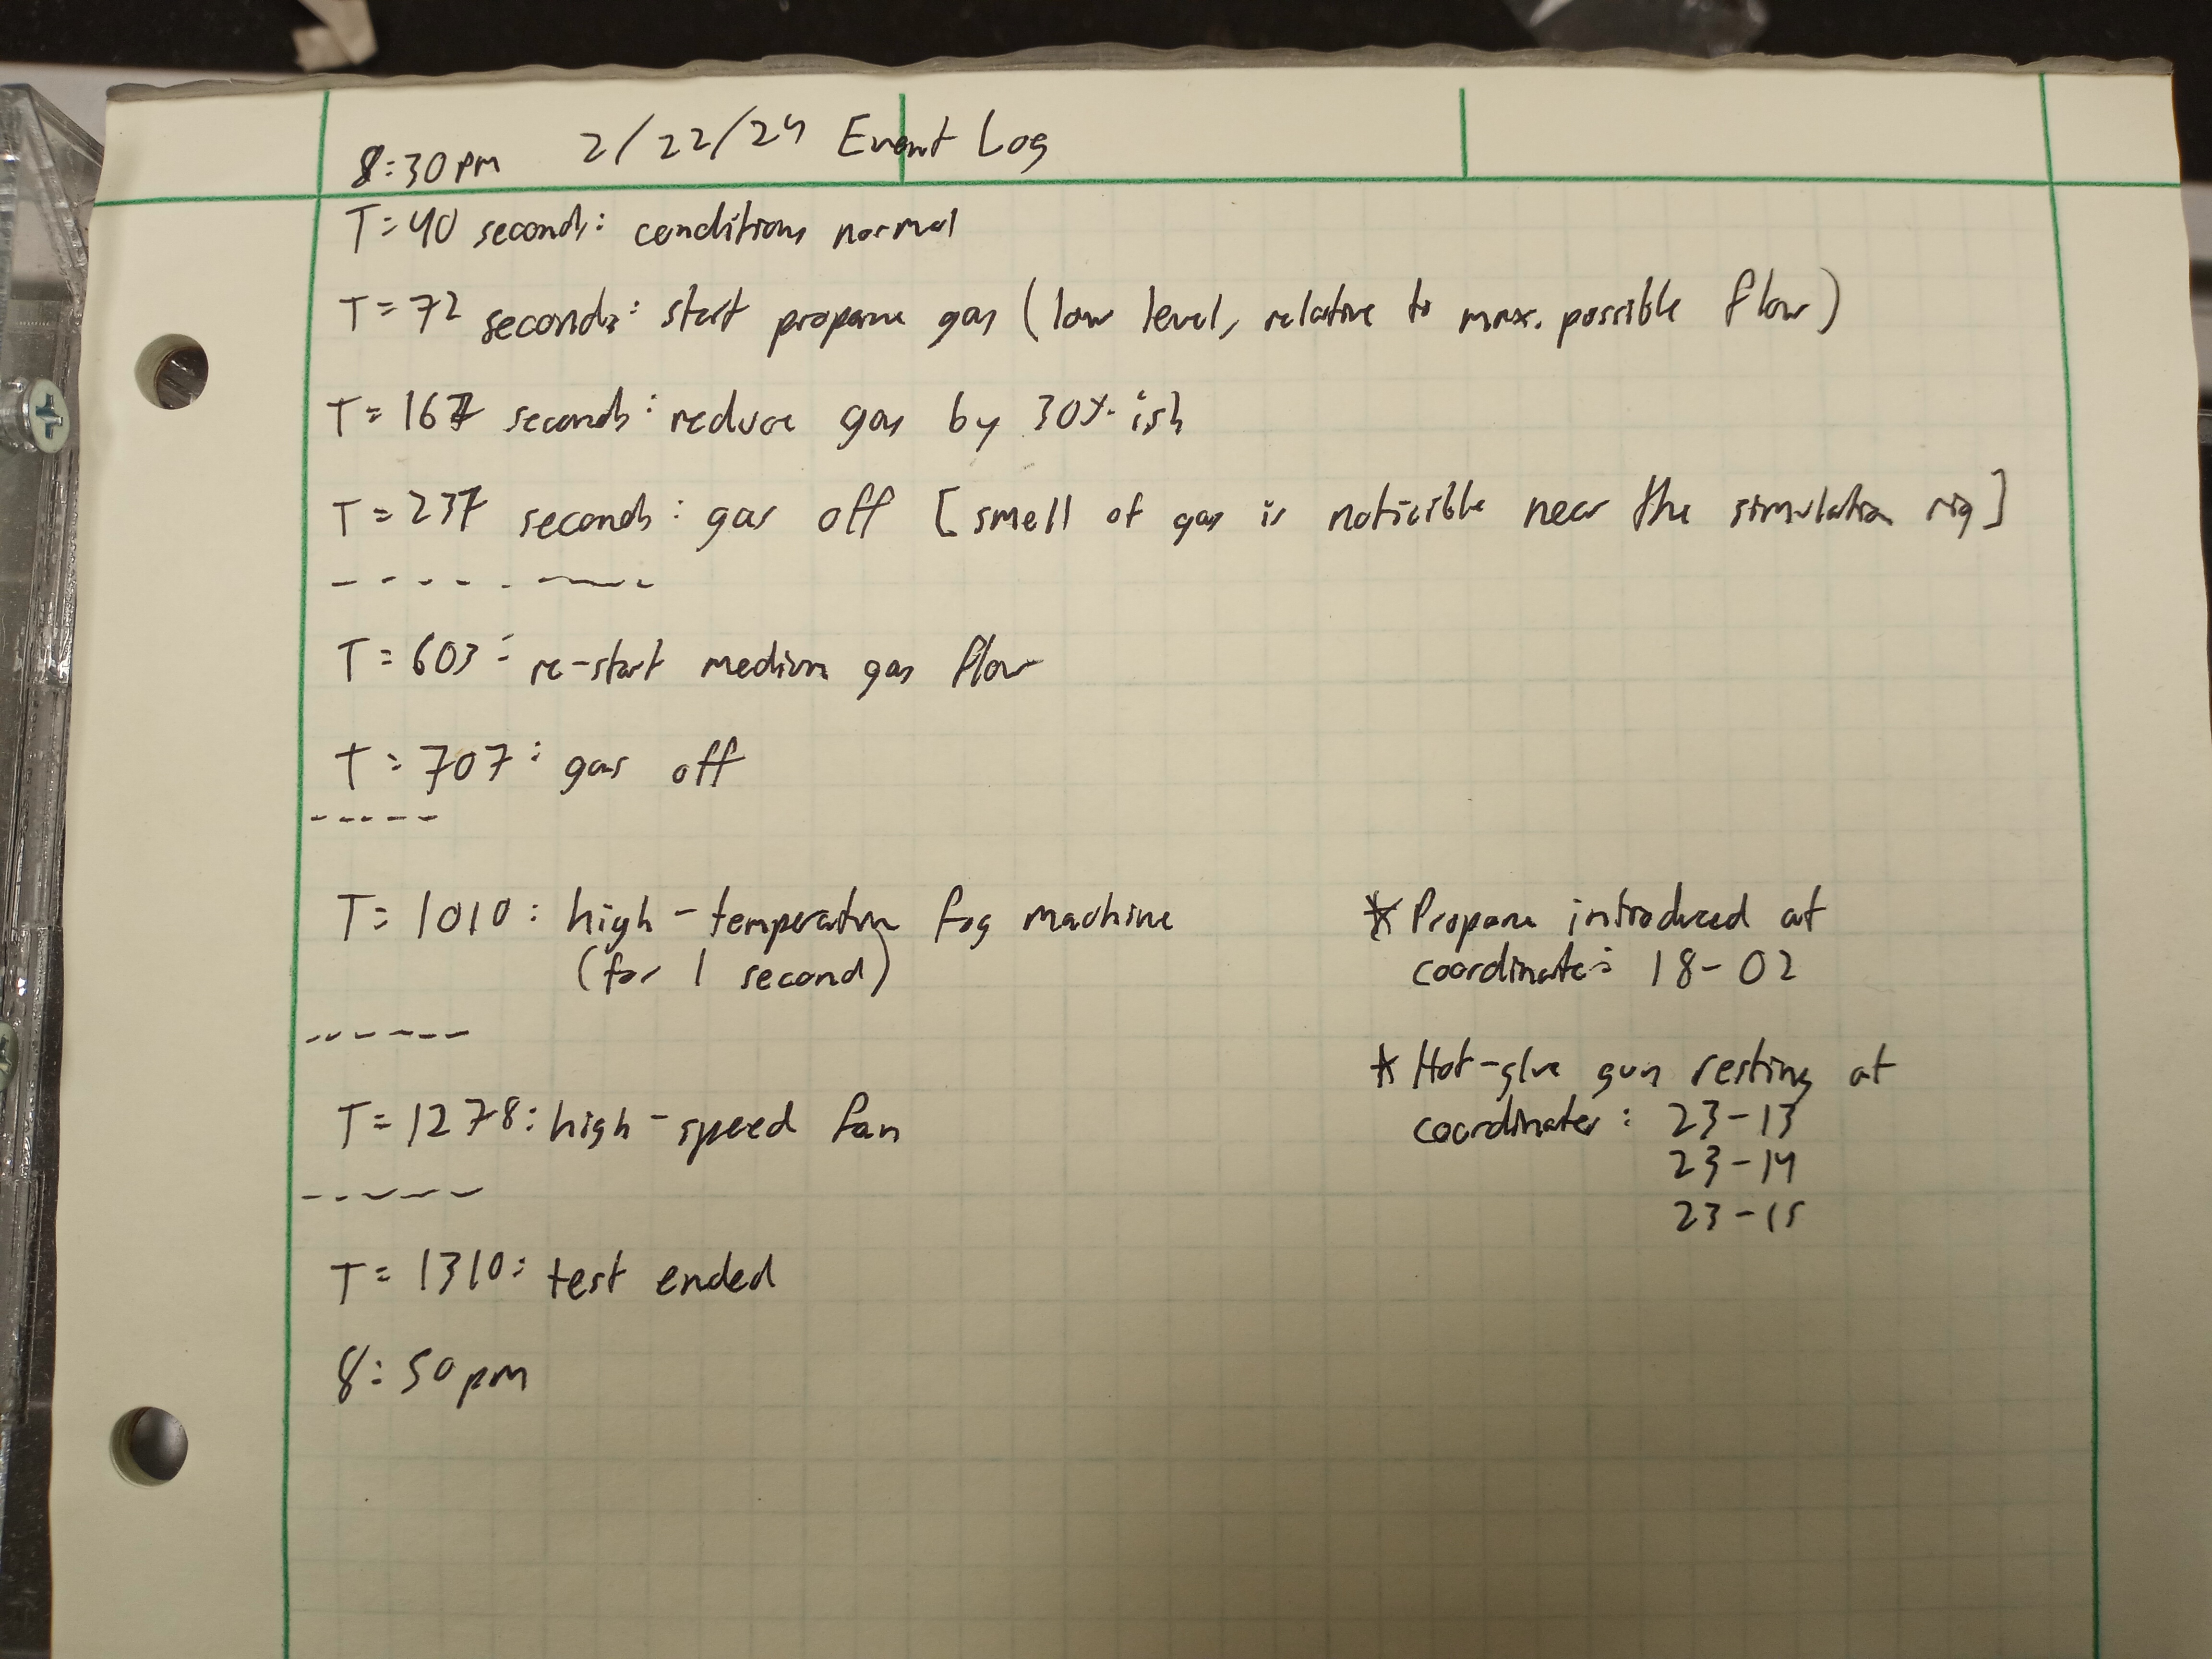 8:30pm 2/22/24 Event Log
T=40 seconds: conditions normal
T=72 seconds: start propane gas (low level, relative to max. possible flow)
T=167 seconds: reduce gas by 30%-ish
T=237 seconds: gas off [smell of gas is noticible near the simulation rig]
T=603: re-start medium gas flow
T=707: gas off
T=1010: high-temperature fog machine
(for 1 second)
* Propane introduced at
coordinate: 18-02
* Hot-glue gun resting at
coordinates: 23-13
23-14
23-15
T=1278: high-speed fan
T=1310: test ended
8:50pm